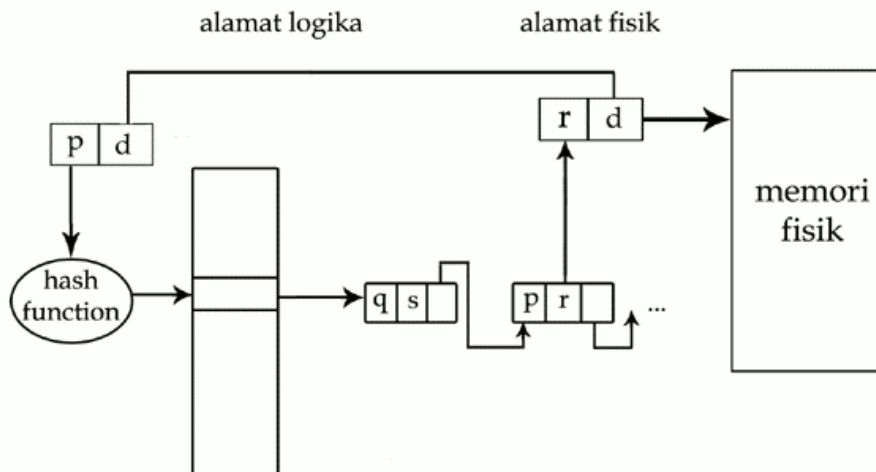 alamat logika
alamat fisik
p d
r d
hash
function
q s
p r
...
memori
fisik